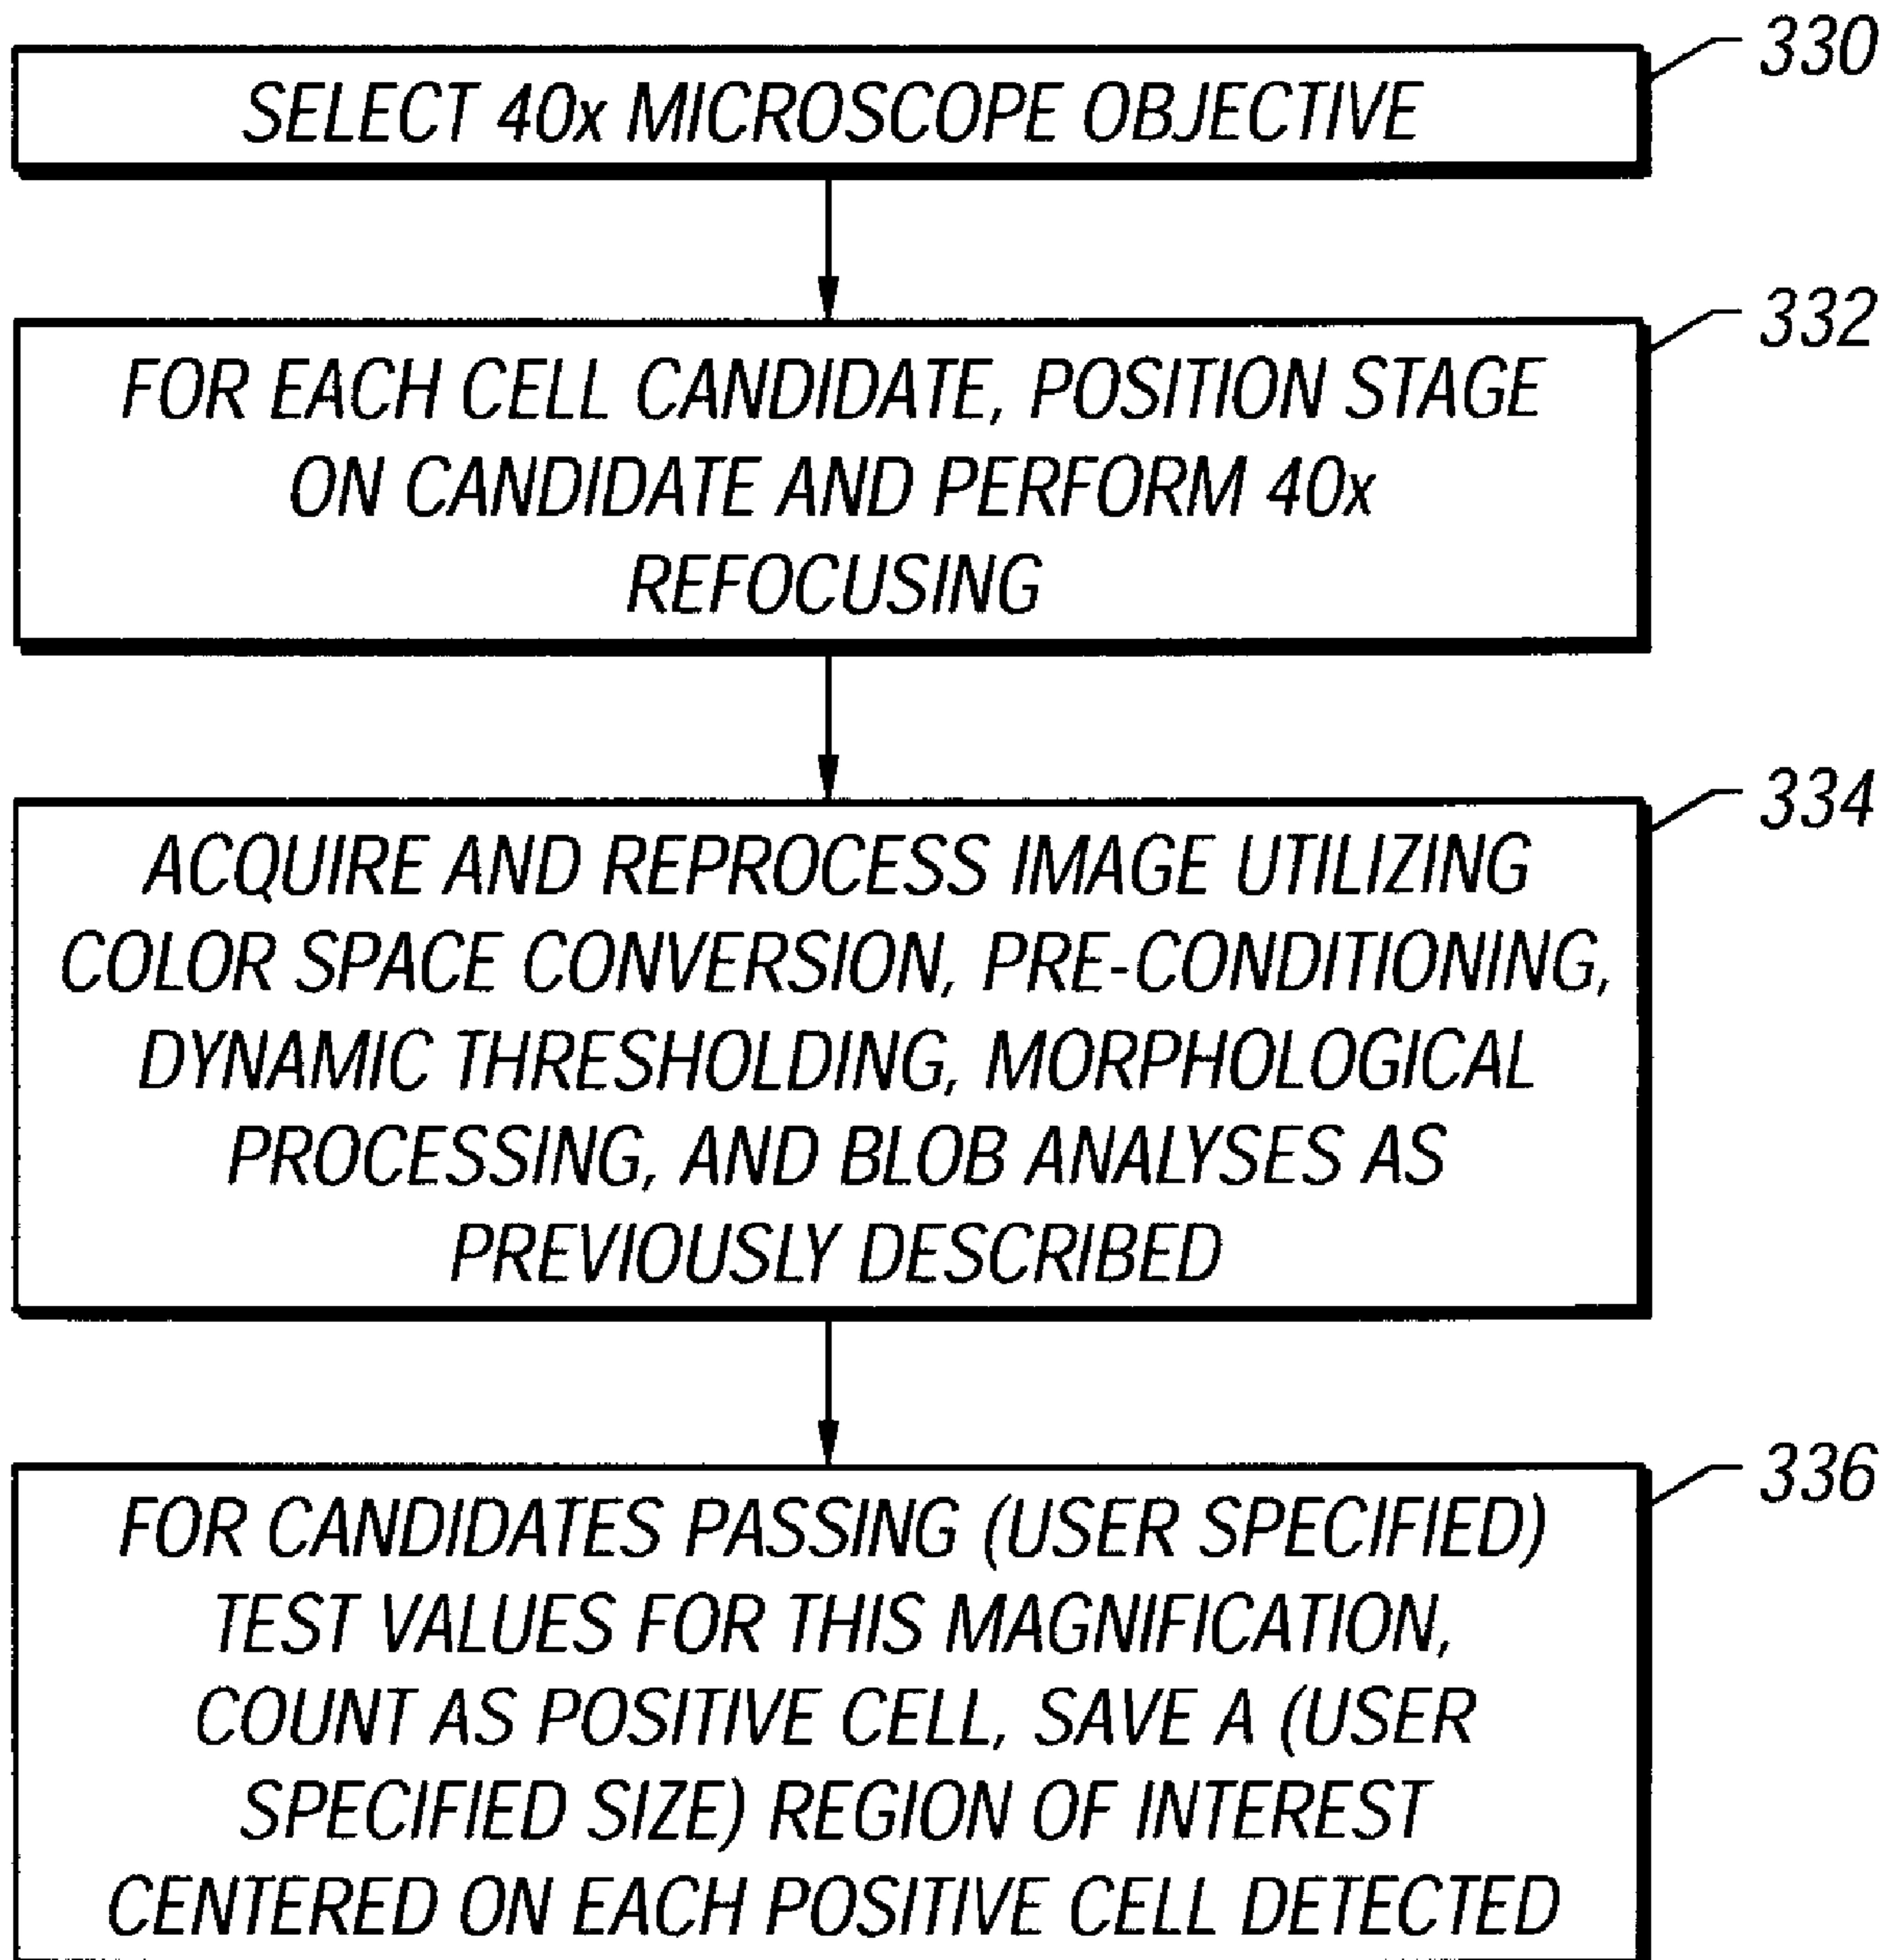 330
SELECT 40x MICROSCOPE OBJECTIVE
332
FOR EACH CELL CANDIDATE, POSITION STAGE
ON CANDIDATE AND PERFORM 40x
REFOCUSING
334
ACQUIRE AND REPROCESS IMAGE UTILIZING
COLOR SPACE CONVERSION, PRE-CONDITIONING,
DYNAMIC THRESHOLDING, MORPHOLOGICAL
PROCESSING, AND BLOB ANALYSES AS
PREVIOUSLY DESCRIBED
336
FOR CANDIDATES PASSING (USER SPECIFIED)
TEST VALUES FOR THIS MAGNIFICATION,
COUNT AS POSITIVE CELL, SAVE A (USER
SPECIFIED SIZE) REGION OF INTEREST
CENTERED ON EACH POSITIVE CELL DETECTED